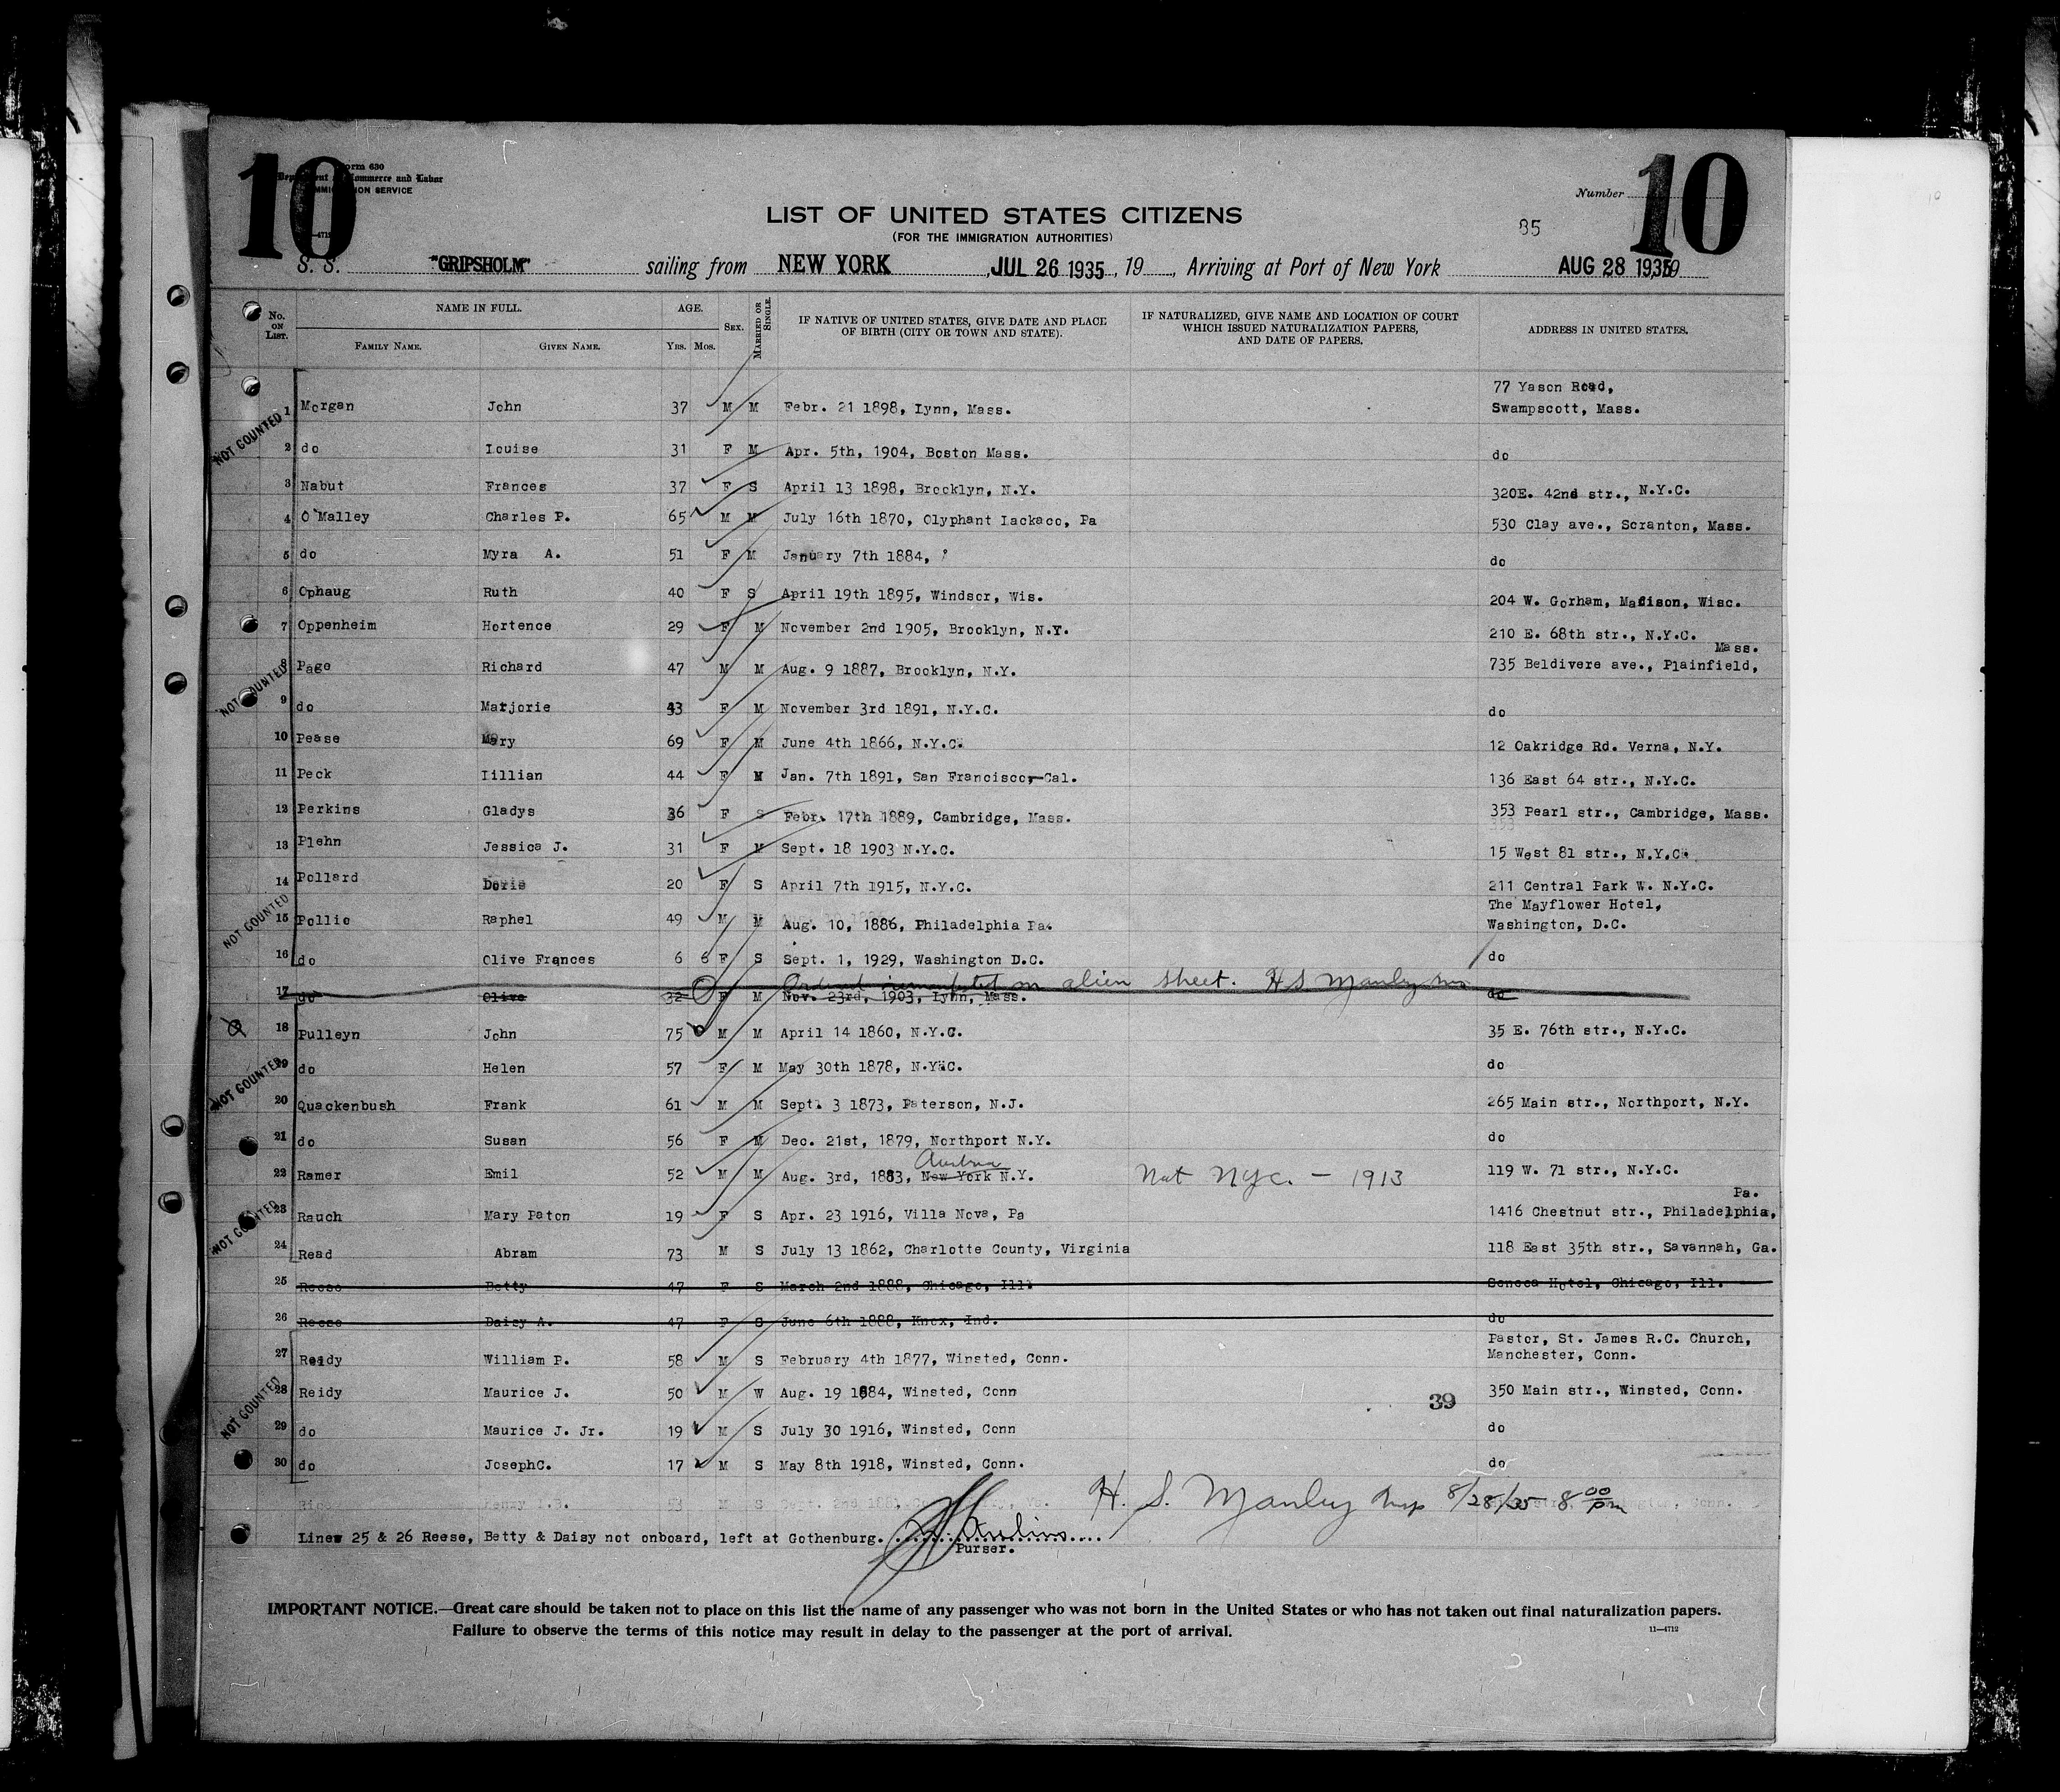 10
Form 630
Department of Commerce and Labor
IMMIGRATION SERVICE
Number 10
LIST OF UNITED STATES CITIZENS
(FOR THE IMMIGRATION AUTHORITIES)
85
S. S. "GRIPSHOLM" sailing from NEW YORK, JUL 26 1935, 19, Arriving at Port of New York AUG 28 1935 19
No. ON LIST. NAME IN FULL. FAMILY NAME. GIVEN NAME. AGE. YRS. MOS. SEX. MARRIED OR SINGLE. IF NATIVE OF UNITED STATES, GIVE DATE AND PLACE OF BIRTH (CITY OR TOWN AND STATE). IF NATURALIZED, GIVE NAME AND LOCATION OF COURT WHICH ISSUED NATURALIZATION PAPERS, AND DATE OF PAPERS. ADDRESS IN UNITED STATES.
77 Yason Road,
1 Morgan John 37 M M Febr. 21 1898, Lynn, Mass. Swampscott, Mass.
NOT COUNTED
2 do Louise 31 F M Apr. 5th, 1904, Boston Mass. do
3 Nabut Frances 37 F S April 13 1898, Brooklyn, N.Y. 320E. 42nd str., N.Y.C.
4 O'Malley Charles P. 65 M M July 16th 1870, Olyphant Lackaco, Pa 530 Clay ave., Scranton, Mass.
5 do Myra A. 51 F M January 7th 1884, ? do
6 Ophaug Ruth 40 F S April 19th 1895, Windsor, Wis. 204 W. Gorham, Madison, Wisc.
7 Oppenheim Hortence 29 F M November 2nd 1905, Brooklyn, N.Y. 210 E. 68th str., N.Y.C.
Mass.
8 Page Richard 47 M M Aug. 9 1887, Brooklyn, N.Y. 735 Beldivere ave., Plainfield,
NOT COUNTED
9 do Marjorie 43 F M November 3rd 1891, N.Y.C. do
10 Pease Mary 69 F M June 4th 1866, N.Y.C. 12 Oakridge Rd. Verna, N.Y.
11 Peck Lillian 44 F M Jan. 7th 1891, San Francisco, Cal. 136 East 64 str., N.Y.C.
12 Perkins Gladys 36 F S Febr. 17th 1889, Cambridge, Mass. 353 Pearl str., Cambridge, Mass.
13 Plehn Jessica J. 31 F M Sept. 18 1903 N.Y.C. 15 West 81 str., N.Y.C.
14 Pollard Doris 20 F S April 7th 1915, N.Y.C. 211 Central Park W. N.Y.C.
NOT COUNTED
The Mayflower Hotel,
15 Pollio Raphel 49 M M Aug. 10, 1886, Philadelphia Pa. Washington, D.C.
16 do Olive Frances 6 6 F S Sept. 1, 1929, Washington D.C. do
Ordered on alien sheet. H S Manley Insp
17 do Olive 32 F M Nov. 23rd, 1903, Lynn, Mass. do
18 Pulleyn John 75 M M April 14 1860, N.Y.C. 35 E. 76th str., N.Y.C.
19 do Helen 57 F M May 30th 1878, N.Y.C. do
NOT COUNTED
20 Quackenbush Frank 61 M M Sept. 3 1873, Paterson, N.J. 265 Main str., Northport, N.Y.
21 do Susan 56 F M Dec. 21st, 1879, Northport N.Y. do
Austria
22 Ramer Emil 52 M M Aug. 3rd, 1883, New York N.Y. Nat NYC. - 1913 119 W. 71 str., N.Y.C.
Pa.
23 Rauch Mary Paton 19 F S Apr. 23 1916, Villa Nova, Pa 1416 Chestnut str., Philadelphia,
NOT COUNTED
24 Read Abram 73 M S July 13 1862, Charlotte County, Virginia 118 East 35th str., Savannah, Ga.
25 Reese Betty 47 F S March 2nd 1888, Chicago, Ill. Seneca Hotel, Chicago, Ill.
26 Reese Daisy A. 47 F S June 6th 1888, Knox, Ind. do
Pastor, St. James R.C. Church,
27 Reidy William P. 58 M S February 4th 1877, Winsted, Conn. Manchester, Conn.
28 Reidy Maurice J. 50 M W Aug. 19 1884, Winsted, Conn 350 Main str., Winsted, Conn.
NOT COUNTED
39
29 do Maurice J. Jr. 19 M S July 30 1916, Winsted, Conn do
30 do JosephC. 17 M S May 8th 1918, Winsted, Conn. do
H. S. Manley Insp 8/28/35 8 00 pm
Lines 25 & 26 Reese, Betty & Daisy not onboard, left at Gothenburg.
Purser.
IMPORTANT NOTICE.—Great care should be taken not to place on this list the name of any passenger who was not born in the United States or who has not taken out final naturalization papers.
Failure to observe the terms of this notice may result in delay to the passenger at the port of arrival.
11—4712